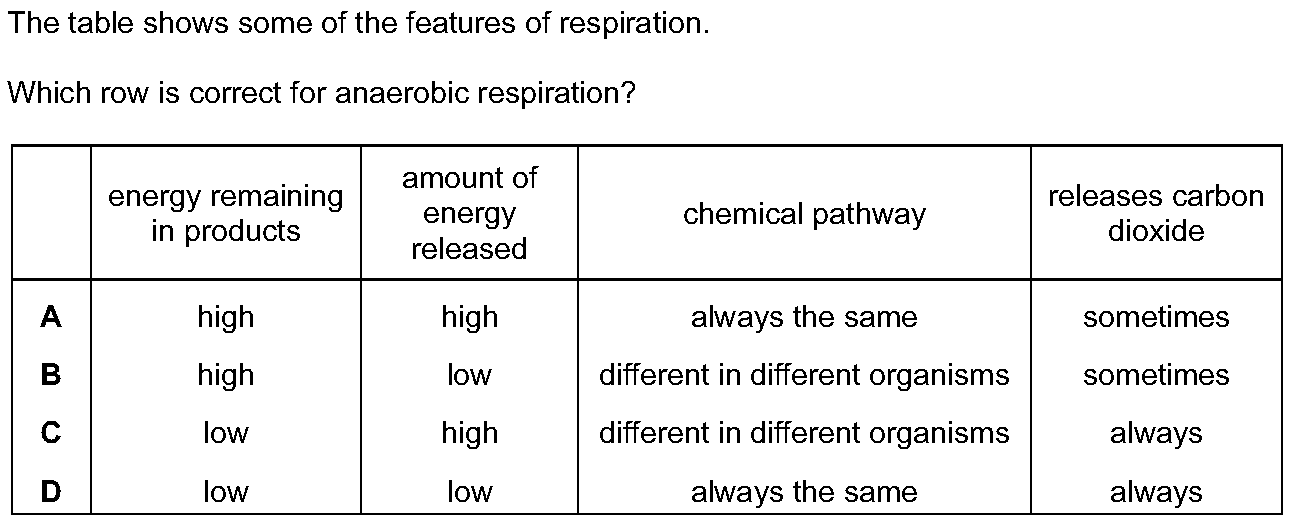 The table shows some of the features of respiration.
Which row is correct for anaerobic respiration?
energy remaining
in products
amount of
energy
released
chemical pathway
releases carbon
dioxide
A high high always the same sometimes
B high low different in different organisms sometimes
C low high different in different organisms always
D low low always the same always